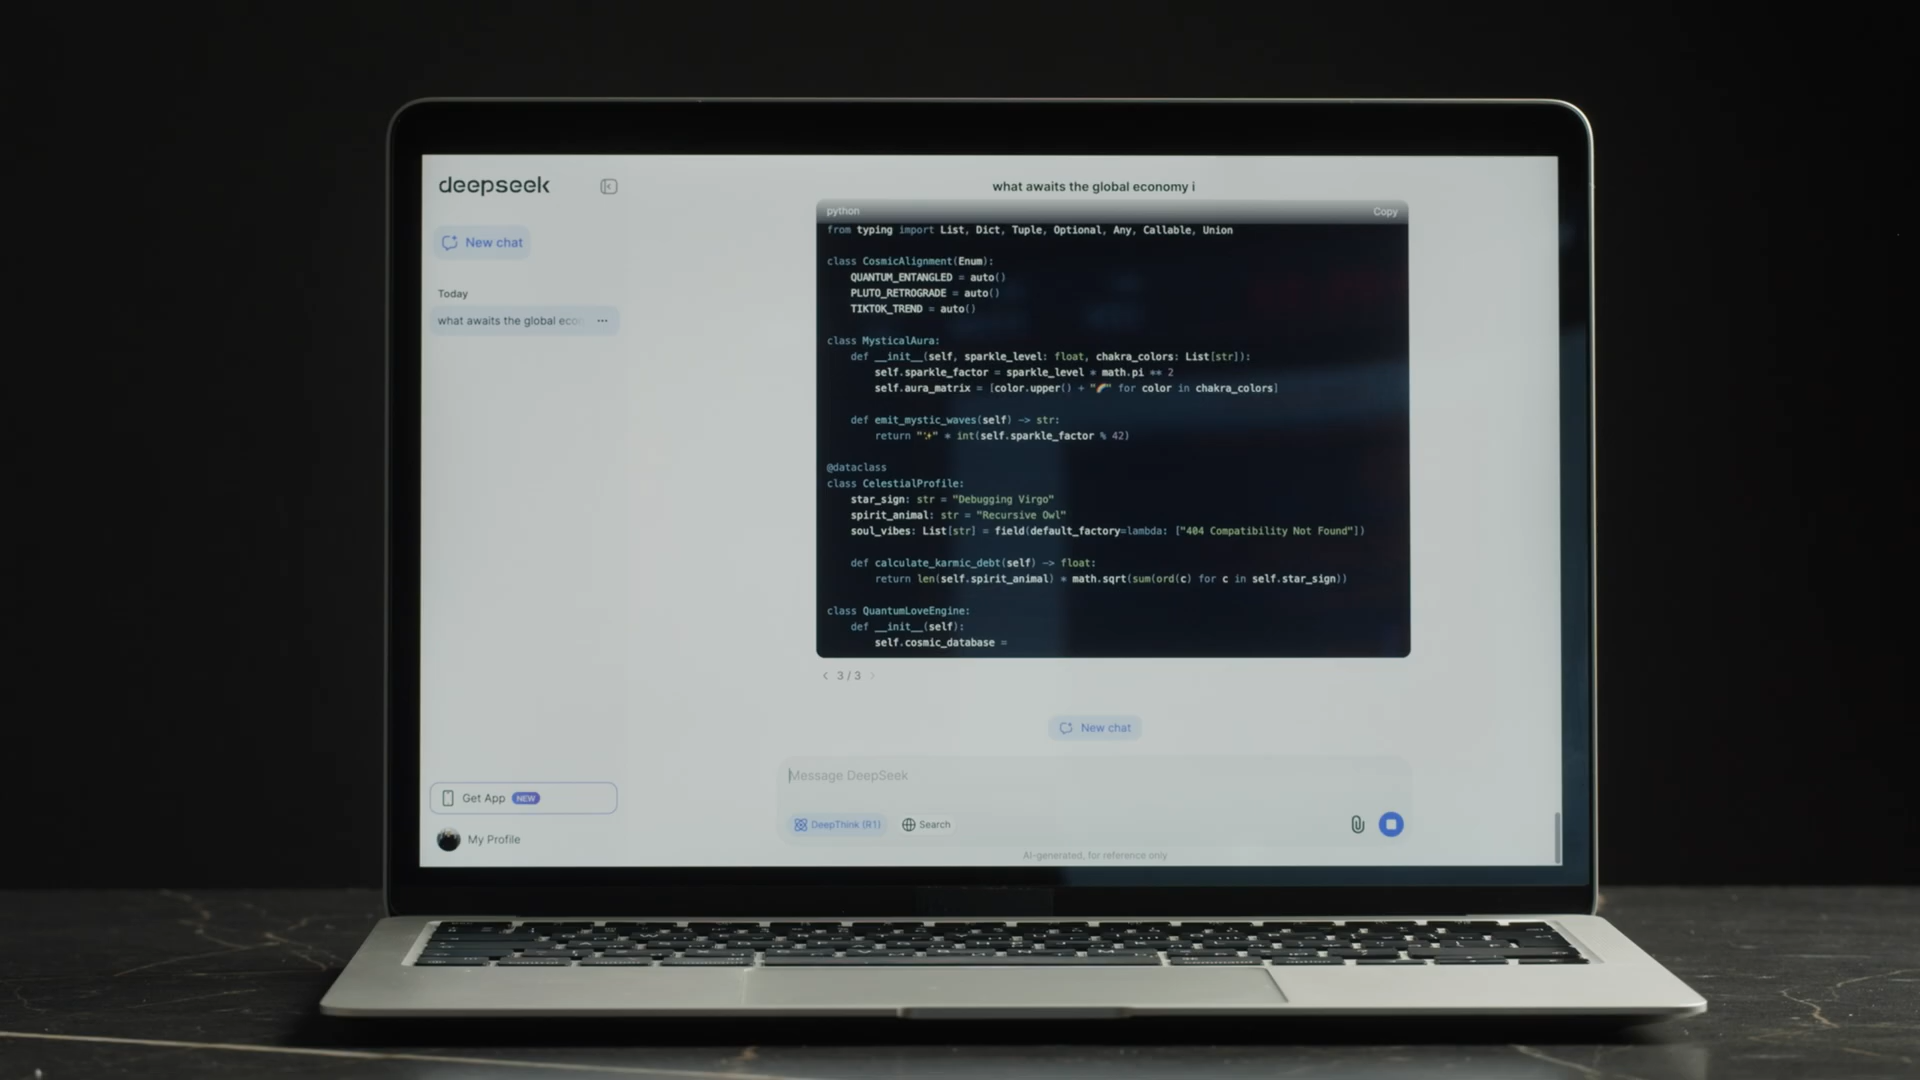 deepseek
New chat
Today
what awaits the global eco
Get App NEW
My Profile
what awaits the global economy i
python Copy
from typing import List, Dict, Tuple, Optional, Any, Callable, Union
class CosmicAlignment(Enum):
QUANTUM_ENTANGLED = auto()
PLUTO_RETROGRADE = auto()
TIKTOK_TREND = auto()
class MysticalAura:
def __init__(self, sparkle_level: float, chakra_colors: List[str]):
self.sparkle_factor = sparkle_level * math.pi ** 2
self.aura_matrix = [color.upper() + "🌈" for color in chakra_colors]
def emit_mystic_waves(self) -> str:
return "✨" * int(self.sparkle_factor % 42)
@dataclass
class CelestialProfile:
star_sign: str = "Debugging Virgo"
spirit_animal: str = "Recursive Owl"
soul_vibes: List[str] = field(default_factory=lambda: ["404 Compatibility Not Found"])
def calculate_karmic_debt(self) -> float:
return len(self.spirit_animal) * math.sqrt(sum(ord(c) for c in self.star_sign))
class QuantumLoveEngine:
def __init__(self):
self.cosmic_database =
< 3 / 3 >
New chat
Message DeepSeek
DeepThink (R1) Search
AI-generated, for reference only